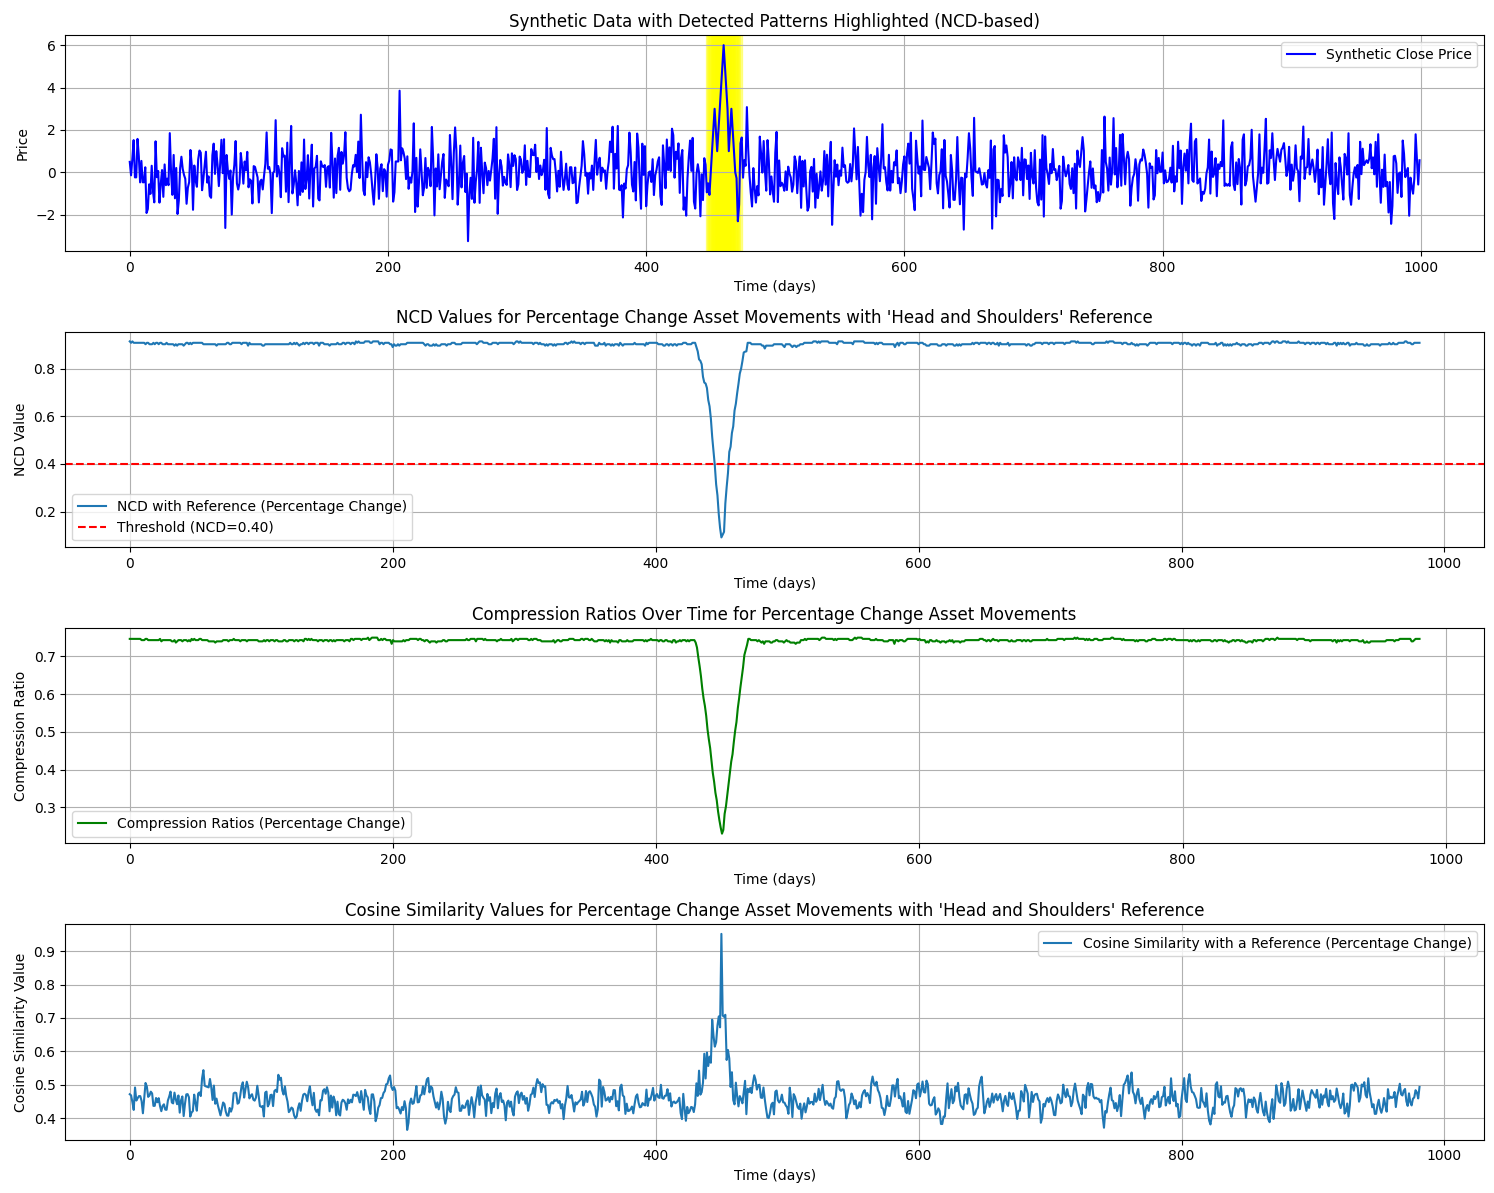 Synthetic Data with Detected Patterns Highlighted (NCD-based)
Synthetic Close Price
Price
6
4
2
0
−2
0 200 400 600 800 1000
Time (days)
NCD Values for Percentage Change Asset Movements with 'Head and Shoulders' Reference
NCD Value
0.8
0.6
0.4
0.2
NCD with Reference (Percentage Change)
Threshold (NCD=0.40)
0 200 400 600 800 1000
Time (days)
Compression Ratios Over Time for Percentage Change Asset Movements
Compression Ratio
0.7
0.6
0.5
0.4
0.3
Compression Ratios (Percentage Change)
0 200 400 600 800 1000
Time (days)
Cosine Similarity Values for Percentage Change Asset Movements with 'Head and Shoulders' Reference
Cosine Similarity with a Reference (Percentage Change)
Cosine Similarity Value
0.9
0.8
0.7
0.6
0.5
0.4
0 200 400 600 800 1000
Time (days)